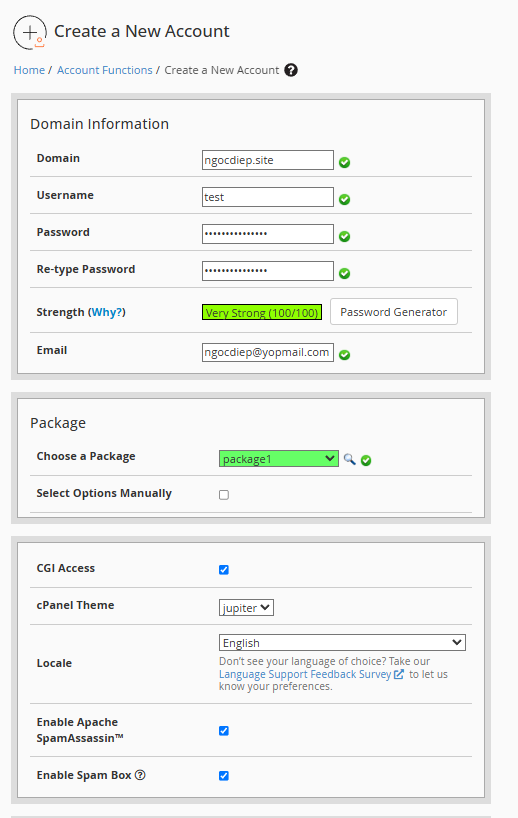 Create a New Account
Home / Account Functions / Create a New Account ?
Domain Information
Domain ngocdiep.site
Username test
Password ••••••••••••••
Re-type Password ••••••••••••••
Strength (Why?) Very Strong (100/100) Password Generator
Email ngocdiep@yopmail.com
Package
Choose a Package package1
Select Options Manually
CGI Access
cPanel Theme jupiter
Locale English
Don't see your language of choice? Take our
Language Support Feedback Survey to let us
know your preferences.
Enable Apache
SpamAssassin™
Enable Spam Box ?